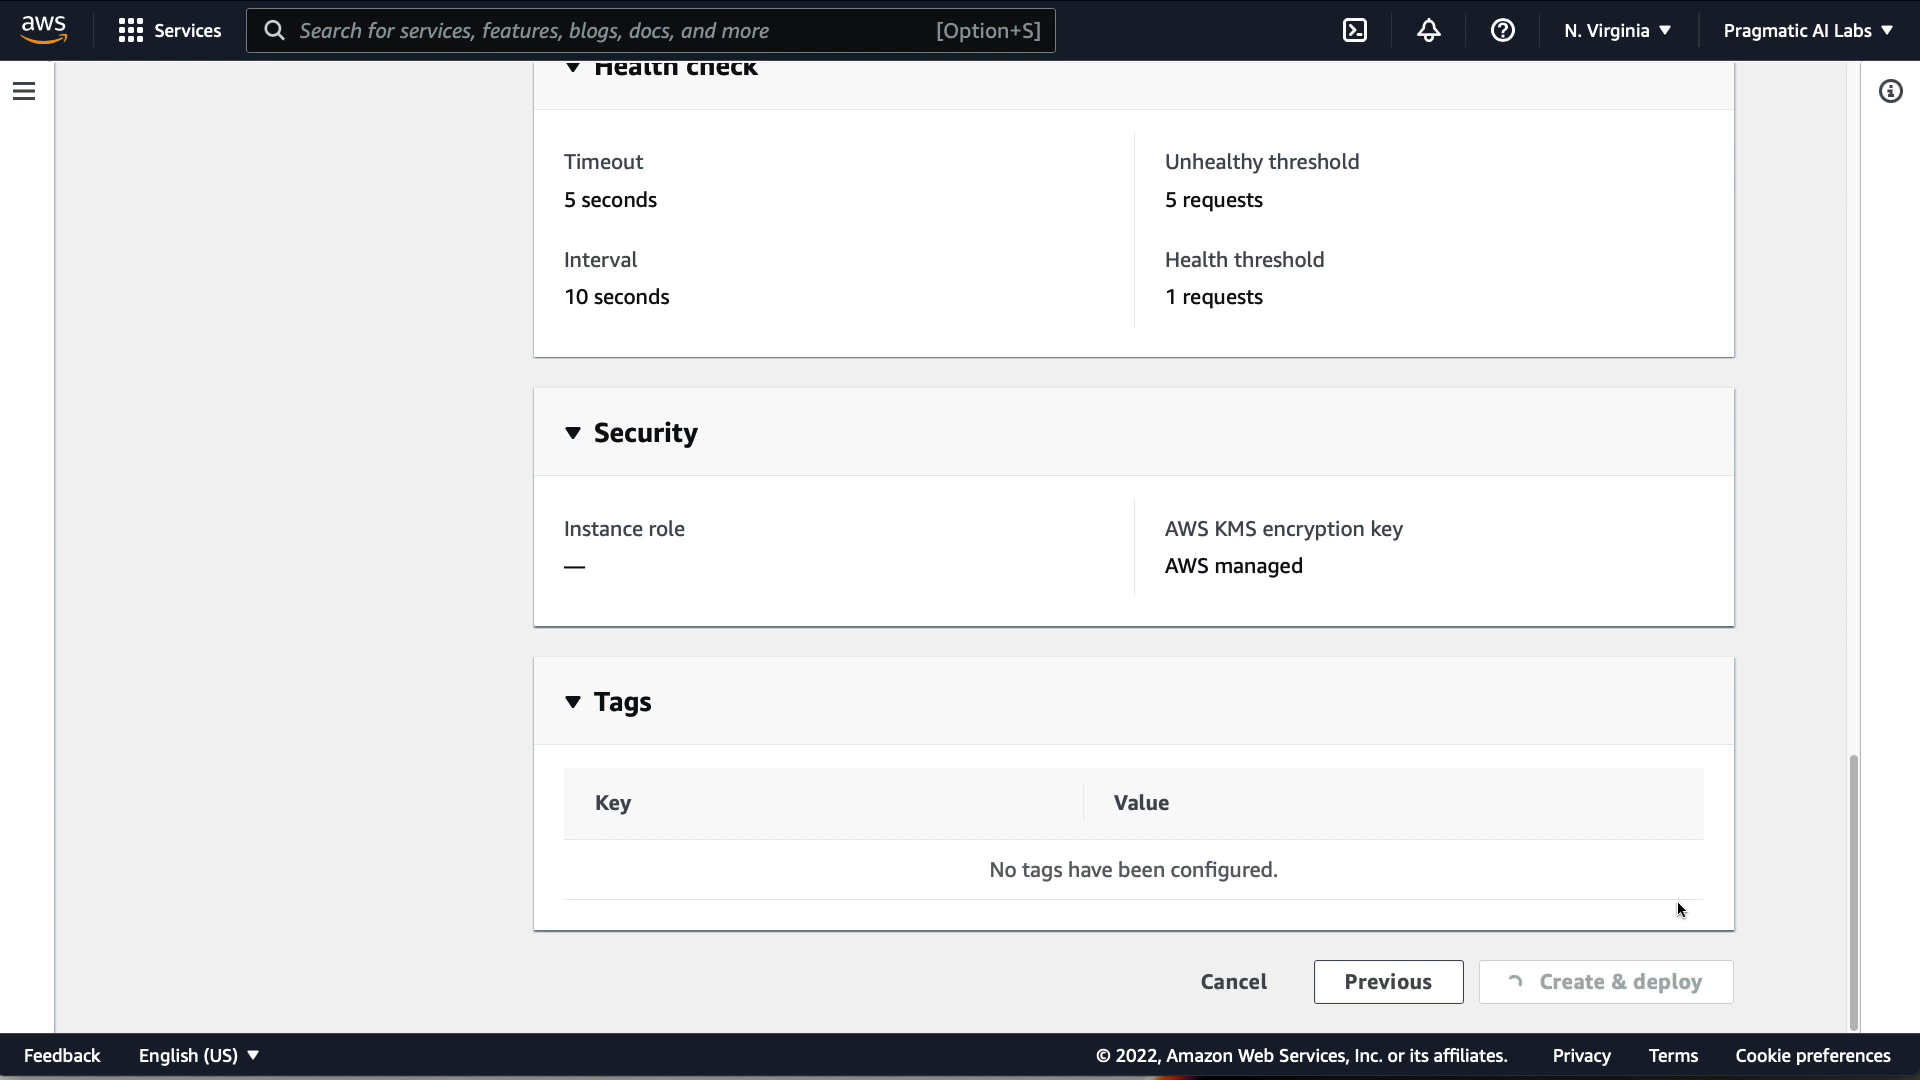 aws
Services
Search for services, features, blogs, docs, and more
[Option+S]
N. Virginia
Pragmatic AI Labs
Health check
Timeout
5 seconds
Unhealthy threshold
5 requests
Interval
10 seconds
Health threshold
1 requests
Security
Instance role
—
AWS KMS encryption key
AWS managed
Tags
Key
Value
No tags have been configured.
Cancel
Previous
Create & deploy
Feedback
English (US)
© 2022, Amazon Web Services, Inc. or its affiliates.
Privacy
Terms
Cookie preferences